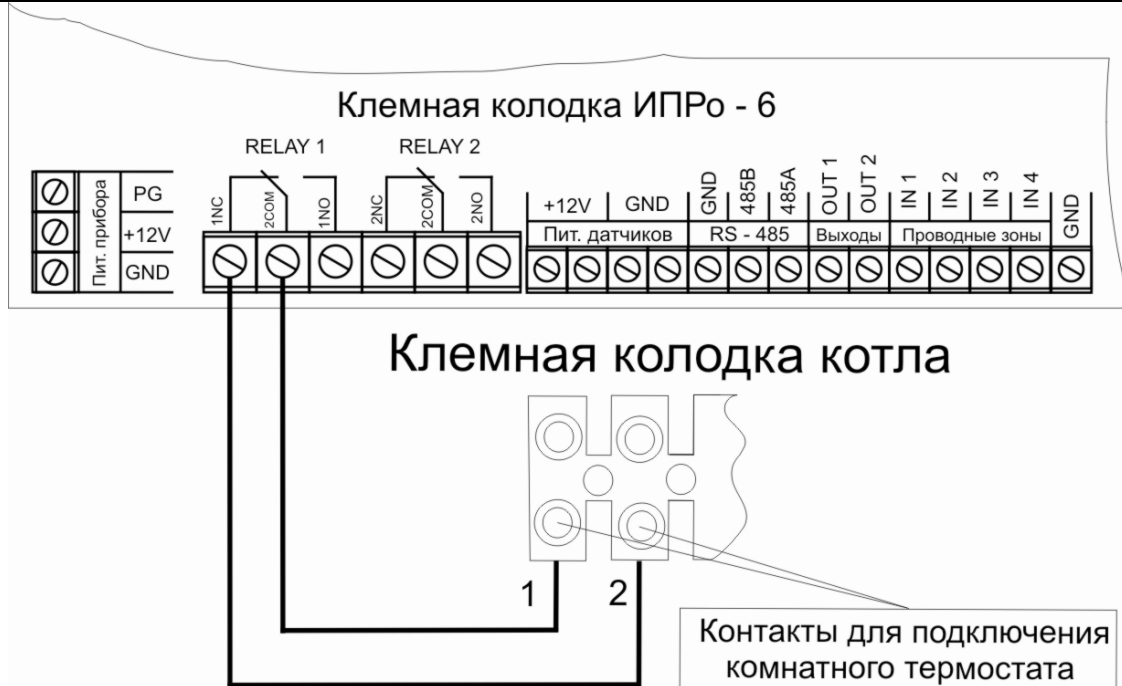 Клемная колодка ИПРо - 6
RELAY 1
RELAY 2
Пит. прибора
PG
+12V
GND
1NC
2COM
1NO
2NC
2COM
2NO
+12V
GND
GND
485B
485A
OUT 1
OUT 2
IN 1
IN 2
IN 3
IN 4
GND
Пит. датчиков
RS - 485
Выходы
Проводные зоны
Клемная колодка котла
1
2
Контакты для подключения
комнатного термостата